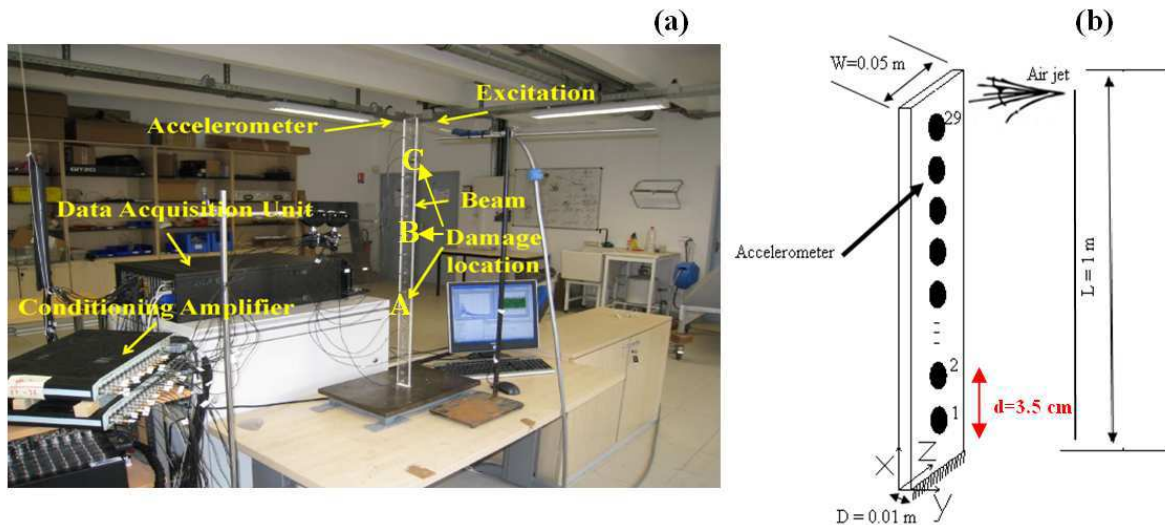 (a)
Excitation
Accelerometer
C
Beam
Data Acquisition Unit
B
Damage
location
Conditioning Amplifier
A
(b)
W=0.05 m
Air jet
29
Accelerometer
L = 1 m
2
1
d=3.5 cm
X
Z
y
D = 0.01 m